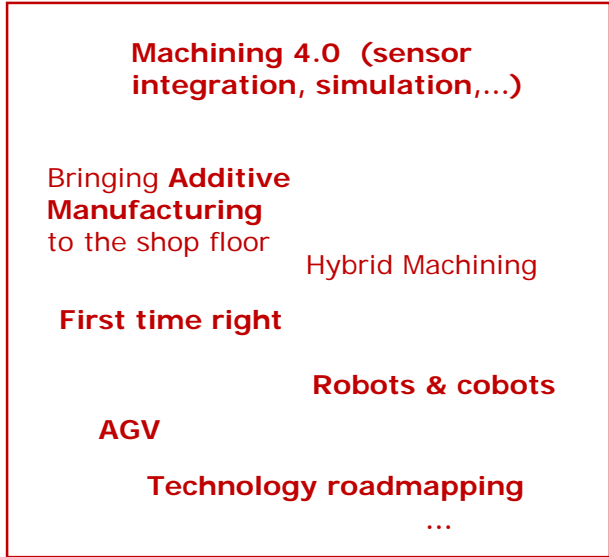 Machining 4.0  (sensor
integration, simulation,...)
Bringing Additive
Manufacturing
to the shop floor
Hybrid Machining
First time right
Robots & cobots
AGV
Technology roadmapping
...